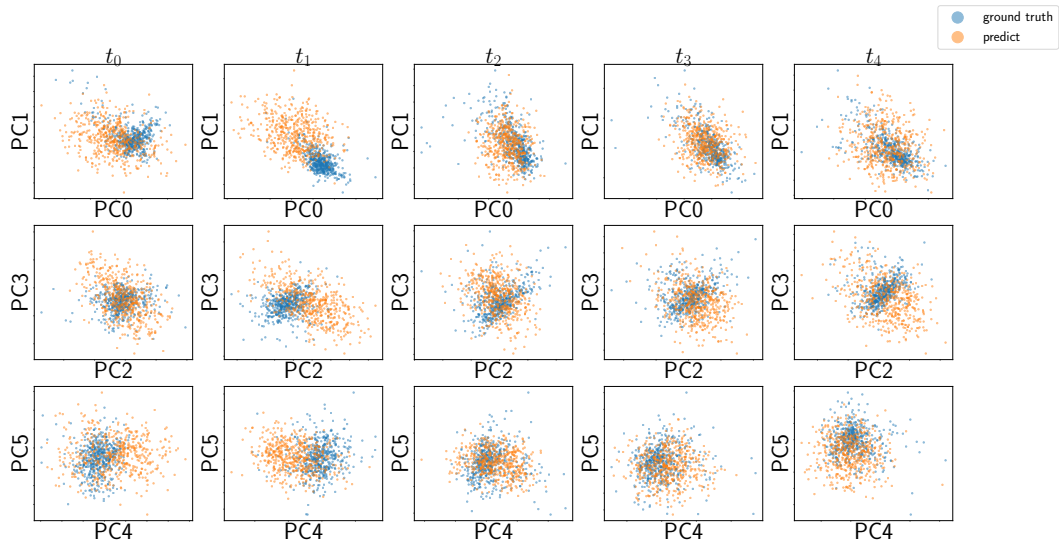 ground truth
predict
t₀ t₁ t₂ t₃ t₄
PC1 PC1 PC1 PC1 PC1
PC0 PC0 PC0 PC0 PC0
PC3 PC3 PC3 PC3 PC3
PC2 PC2 PC2 PC2 PC2
PC5 PC5 PC5 PC5 PC5
PC4 PC4 PC4 PC4 PC4